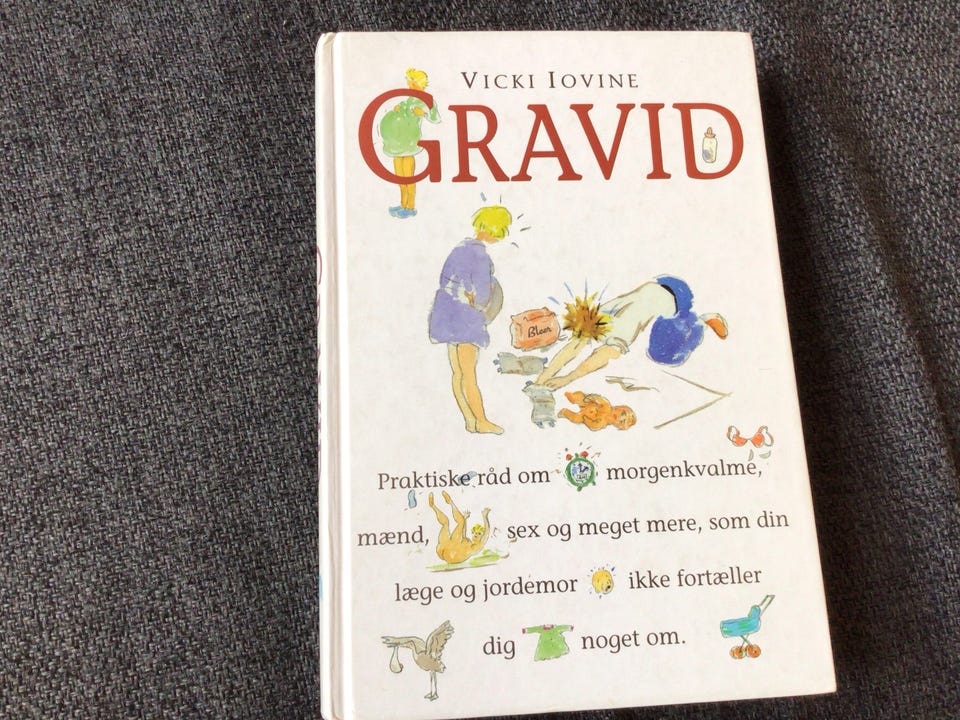 VICKI IOVINE
GRAVID
Bleer
Praktiske råd om morgenkvalme,
mænd, sex og meget mere, som din
læge og jordemor ikke fortæller
dig noget om.